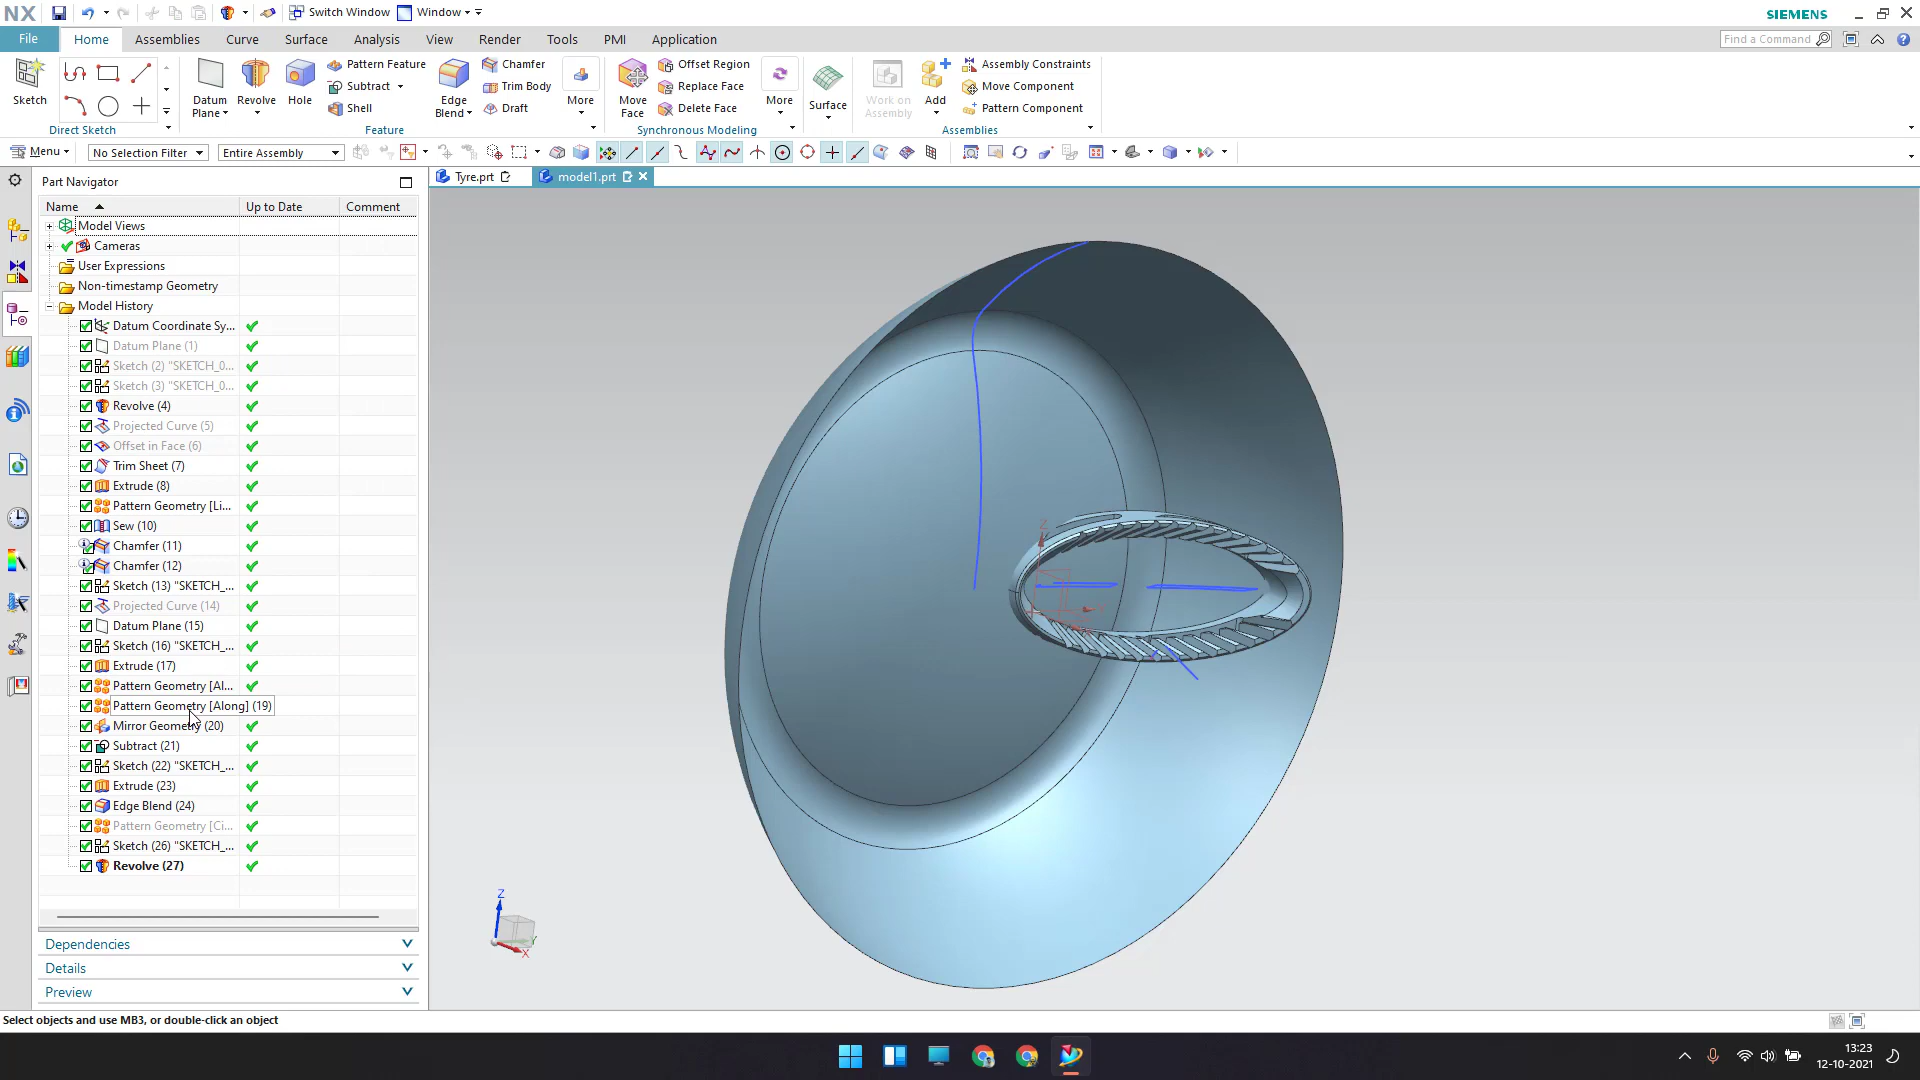 NX
Switch Window
Window
SIEMENS
File
Home
Assemblies
Curve
Surface
Analysis
View
Render
Tools
PMI
Application
Find a Command
Sketch
Direct Sketch
Datum Plane
Revolve
Hole
Pattern Feature
Subtract
Shell
Edge Blend
Chamfer
Trim Body
Draft
More
Feature
Move Face
Offset Region
Replace Face
Delete Face
More
Synchronous Modeling
Surface
Work on Assembly
Add
Assembly Constraints
Move Component
Pattern Component
Assemblies
Menu
No Selection Filter
Entire Assembly
Part Navigator
Tyre.prt
model1.prt
Name
Up to Date
Comment
Model Views
Cameras
User Expressions
Non-timestamp Geometry
Model History
Datum Coordinate Sy...
Datum Plane (1)
Sketch (2) "SKETCH_0...
Sketch (3) "SKETCH_0...
Revolve (4)
Projected Curve (5)
Offset in Face (6)
Trim Sheet (7)
Extrude (8)
Pattern Geometry [Li...
Sew (10)
Chamfer (11)
Chamfer (12)
Sketch (13) "SKETCH_...
Projected Curve (14)
Datum Plane (15)
Sketch (16) "SKETCH_...
Extrude (17)
Pattern Geometry [Al...
Pattern Geometry [Along] (19)
Mirror Geometry (20)
Subtract (21)
Sketch (22) "SKETCH_...
Extrude (23)
Edge Blend (24)
Pattern Geometry [Ci...
Sketch (26) "SKETCH_...
Revolve (27)
Dependencies
Details
Preview
Z
Z
Y
X
Select objects and use MB3, or double-click an object
13:23
12-10-2021